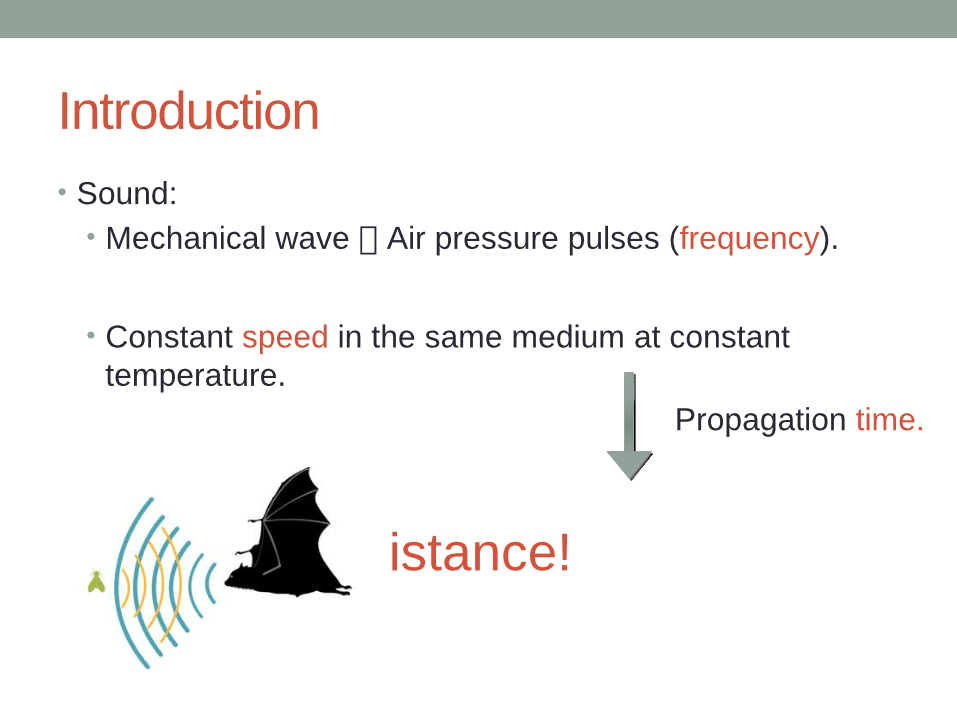 Introduction
• Sound:
• Mechanical wave  Air pressure pulses (frequency).
• Constant speed in the same medium at constant
temperature.
Propagation time.
istance!